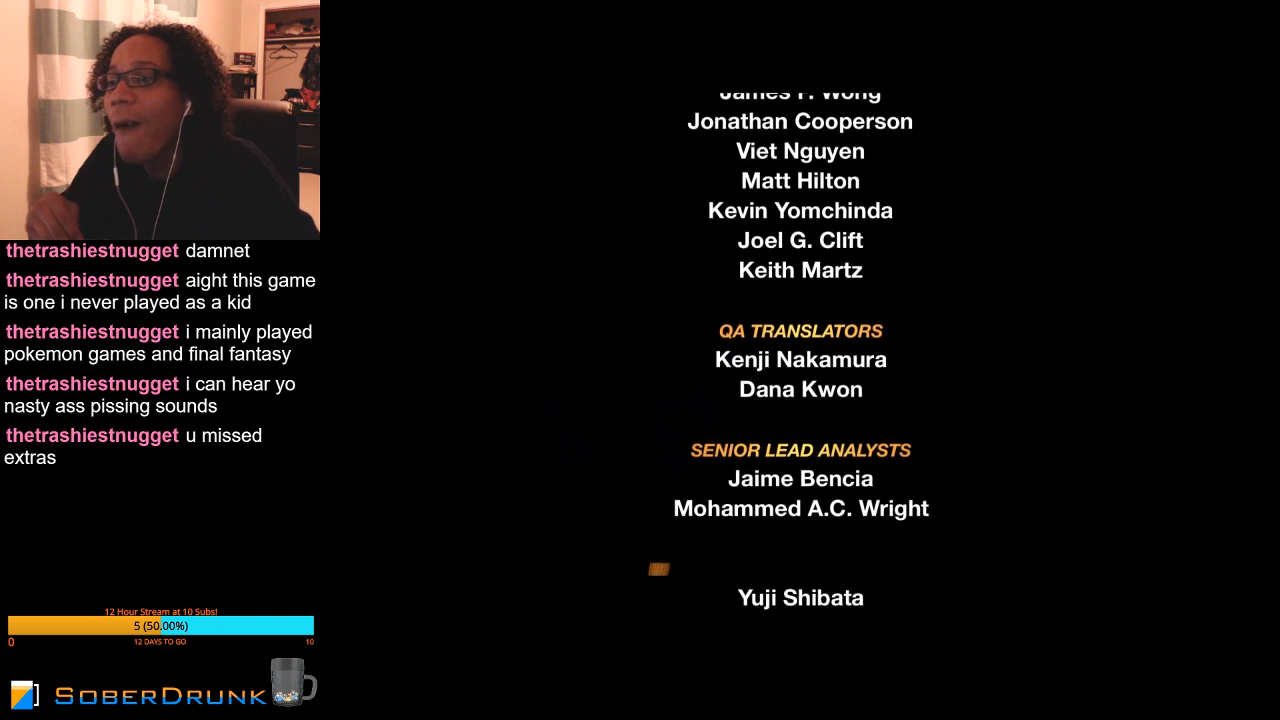 thetrashiestnugget damnet
thetrashiestnugget aight this game
is one i never played as a kid
thetrashiestnugget i mainly played
pokemon games and final fantasy
thetrashiestnugget i can hear yo
nasty ass pissing sounds
thetrashiestnugget u missed
extras
12 Hour Stream at 10 Subs!
5 (50.00%)
0
12 DAYS TO GO
10
SOBERDRUNK
James P. Wong
Jonathan Cooperson
Viet Nguyen
Matt Hilton
Kevin Yomchinda
Joel G. Clift
Keith Martz
QA TRANSLATORS
Kenji Nakamura
Dana Kwon
SENIOR LEAD ANALYSTS
Jaime Bencia
Mohammed A.C. Wright
Yuji Shibata